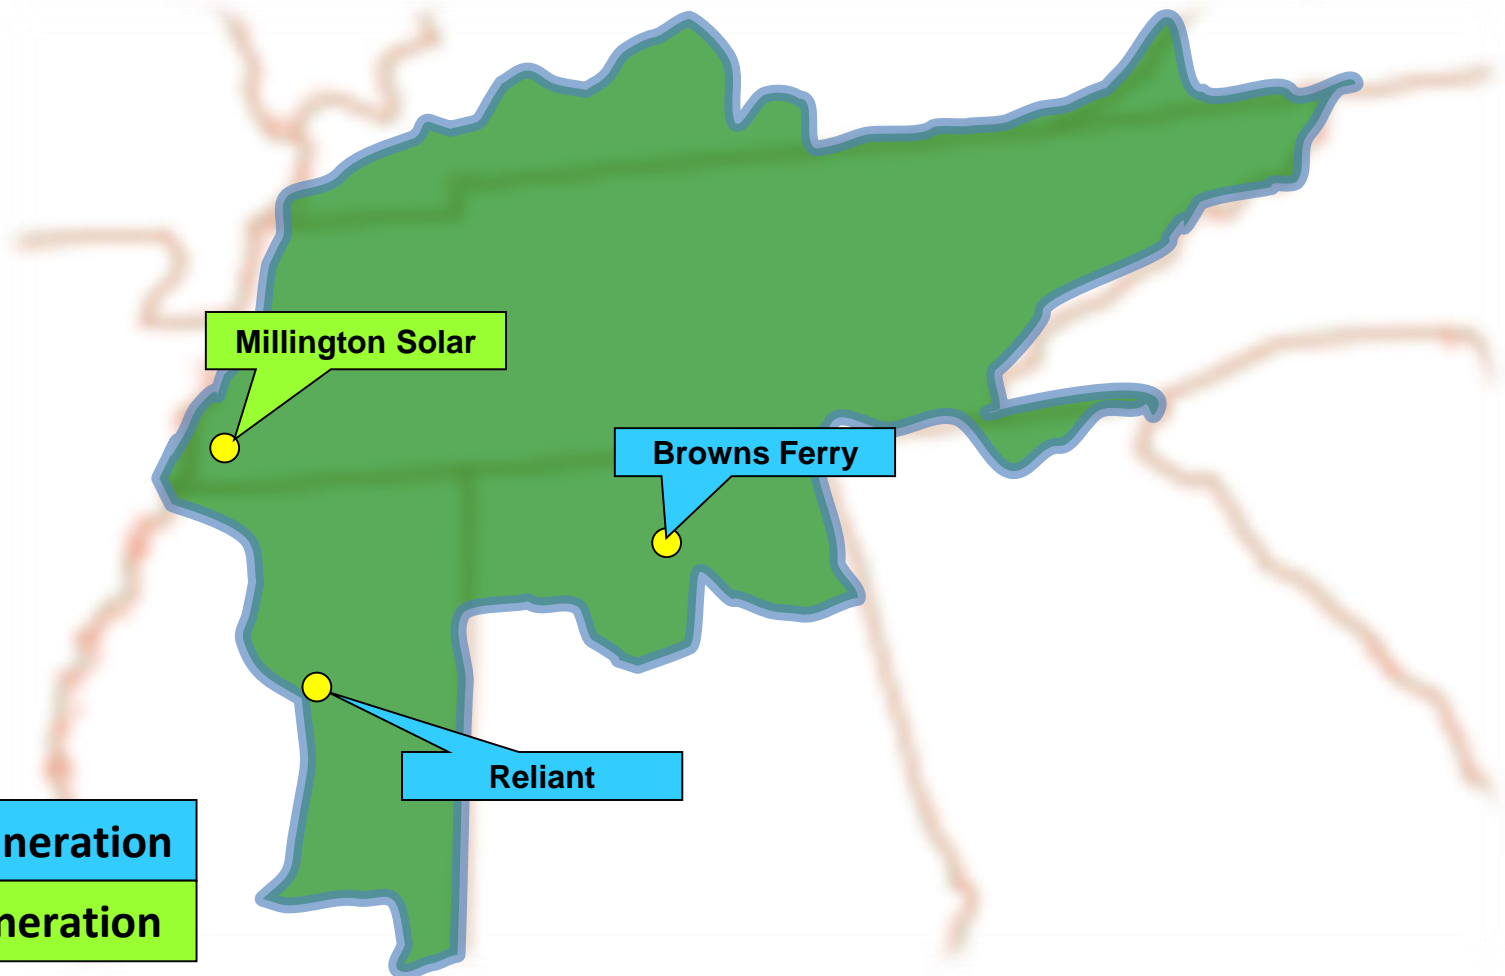 Millington Solar
Browns Ferry
Reliant
neration
neration